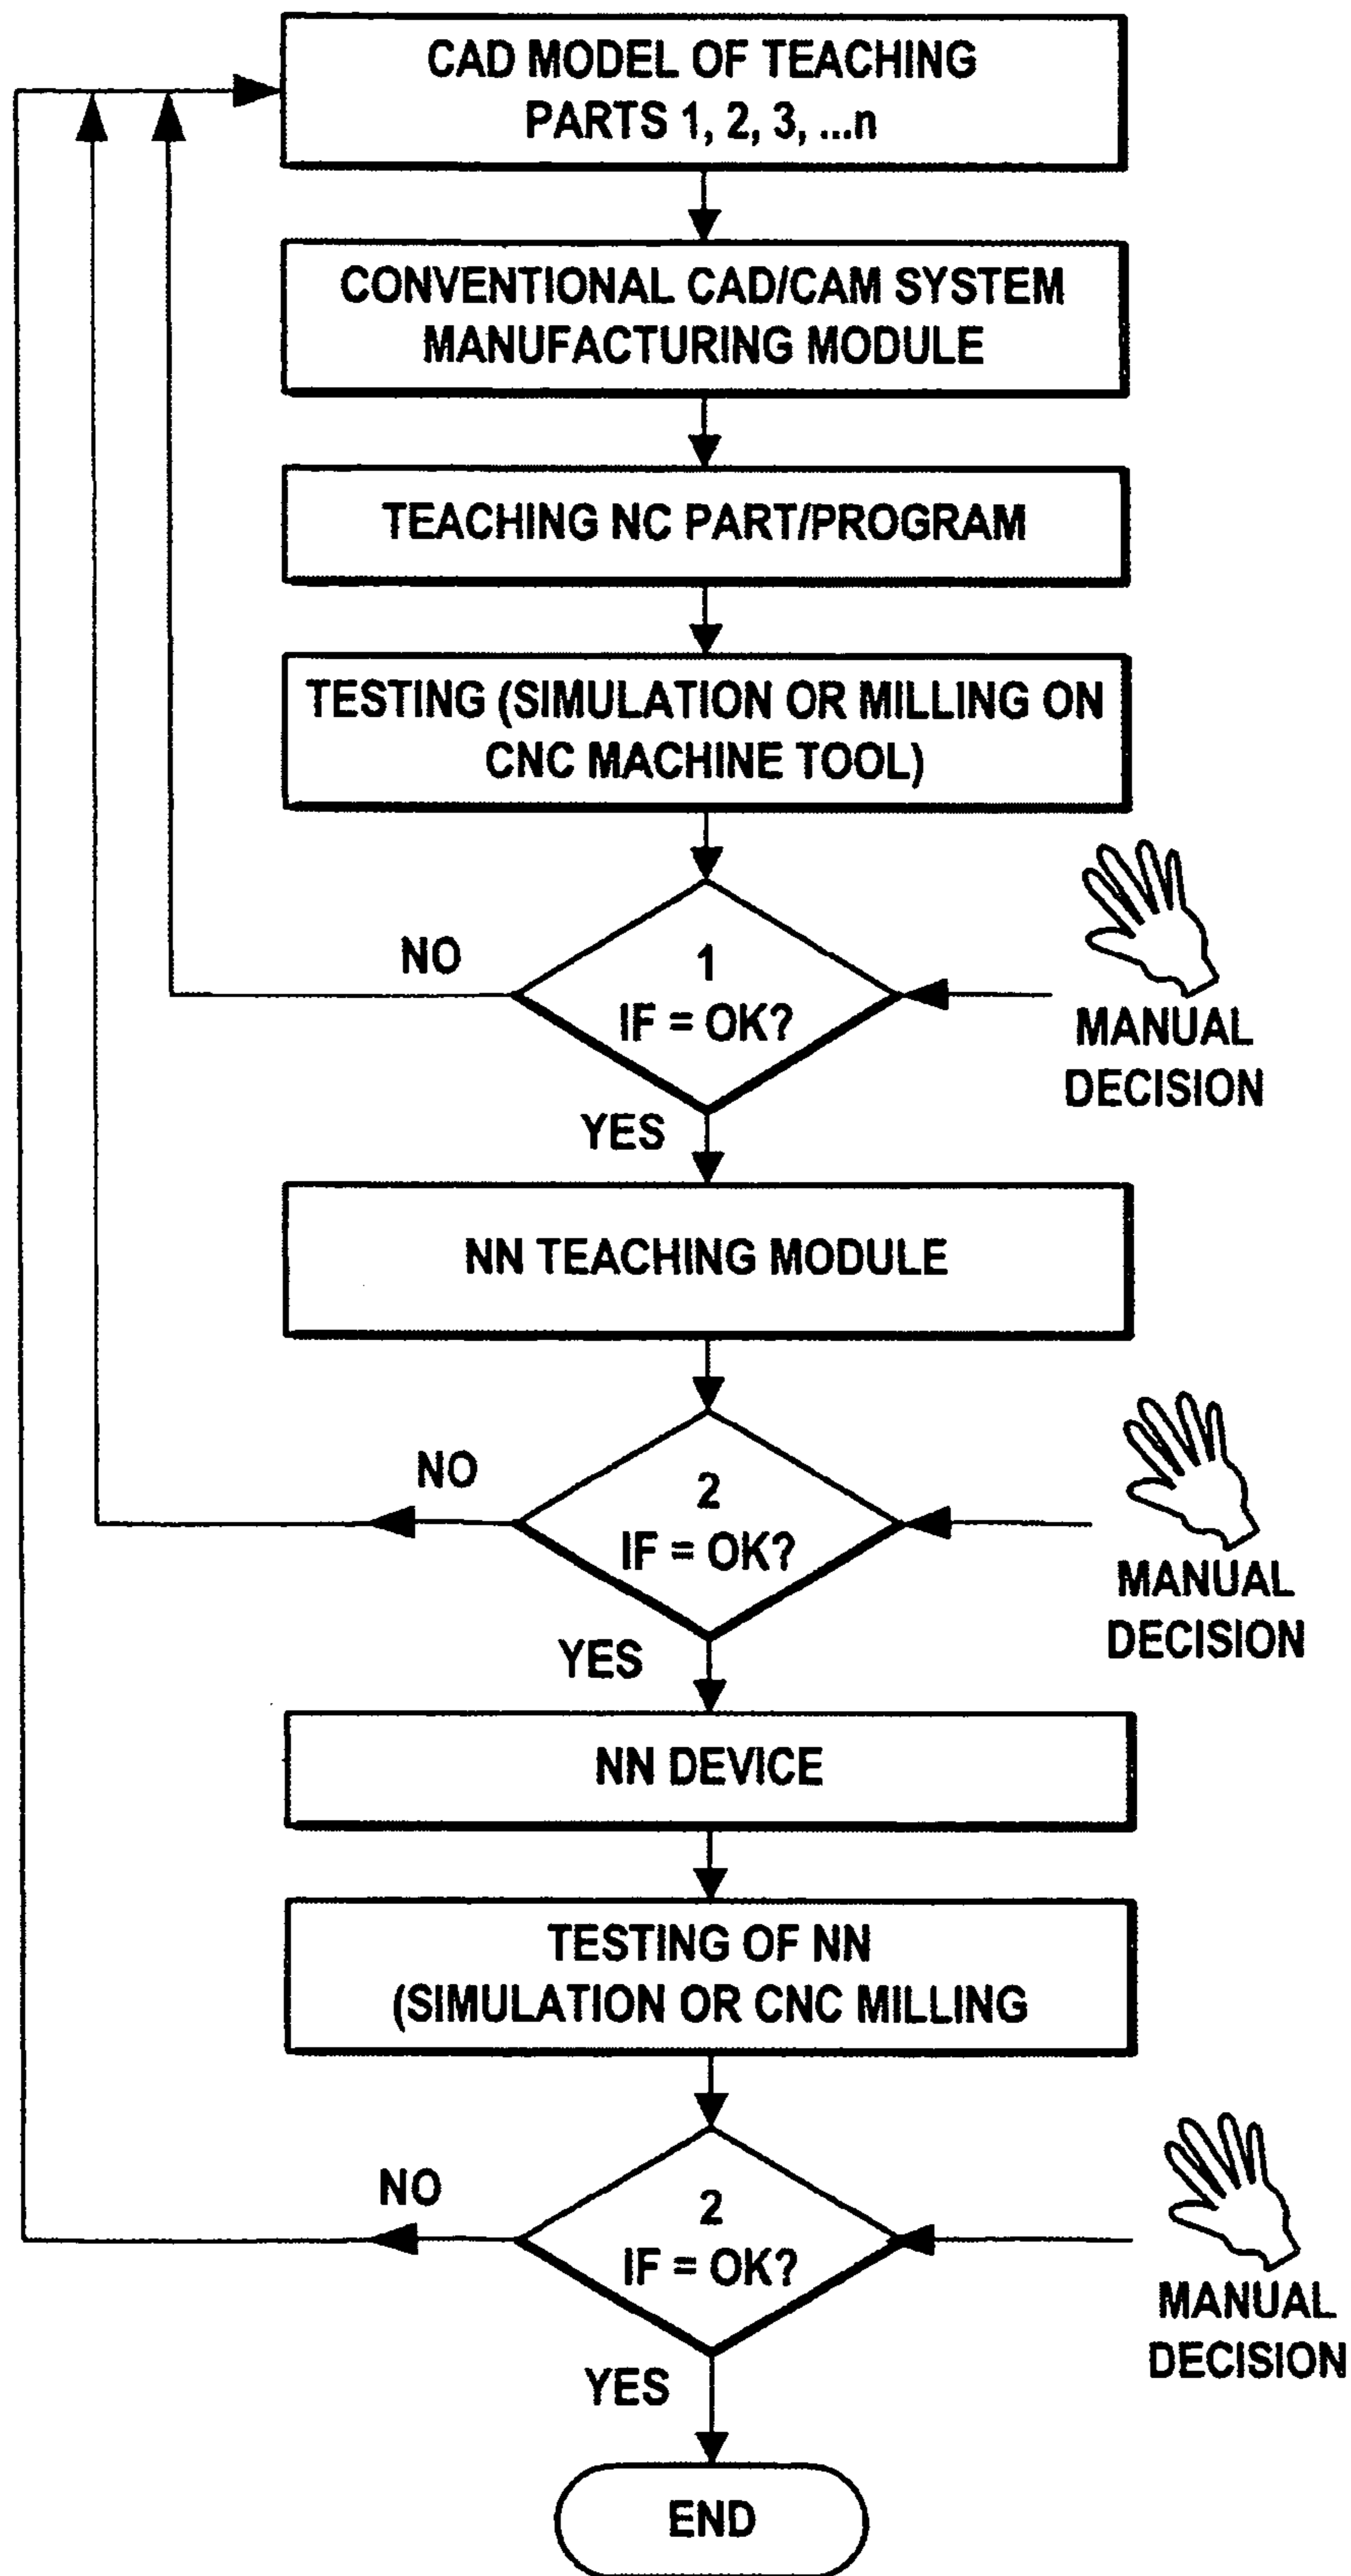 CAD MODEL OF TEACHING
PARTS 1, 2, 3, ...n
CONVENTIONAL CAD/CAM SYSTEM
MANUFACTURING MODULE
TEACHING NC PART/PROGRAM
TESTING (SIMULATION OR MILLING ON
CNC MACHINE TOOL)
NO
1
IF = OK?
MANUAL
DECISION
YES
NN TEACHING MODULE
NO
2
IF = OK?
MANUAL
DECISION
YES
NN DEVICE
TESTING OF NN
(SIMULATION OR CNC MILLING
NO
2
IF = OK?
MANUAL
DECISION
YES
END